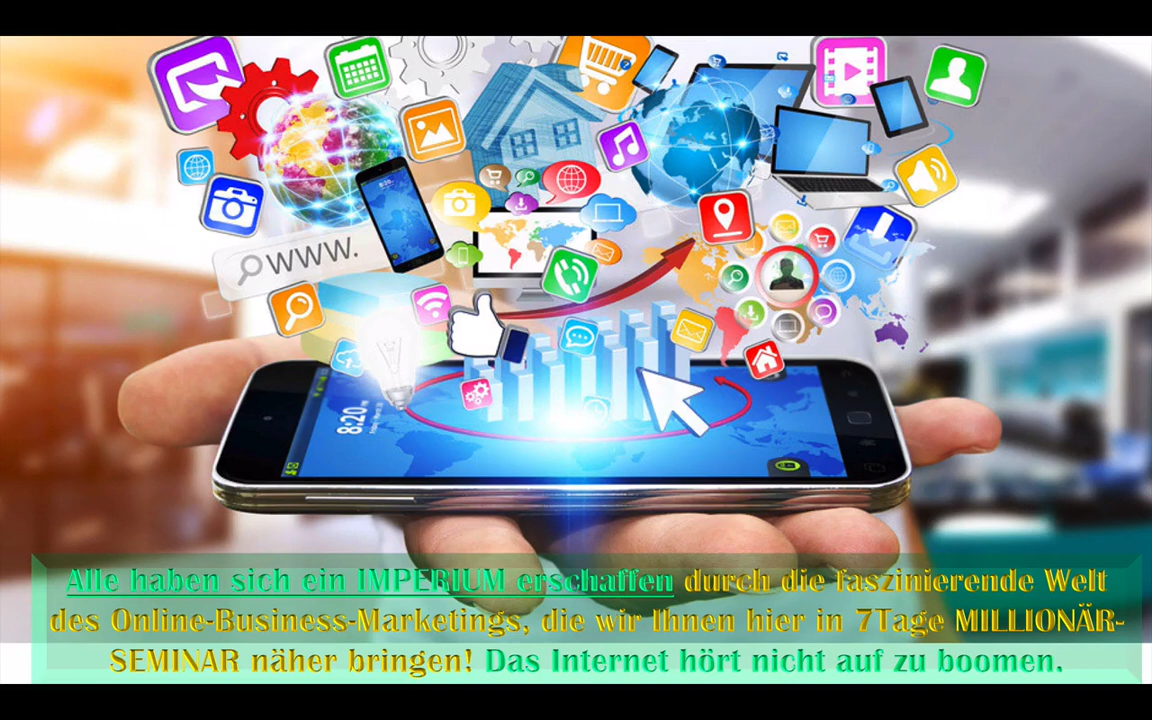 WWW.
8:20
Alle haben sich ein IMPERIUM erschaffen durch die faszinierende Welt
des Online-Business-Marketings, die wir Ihnen hier in 7Tage MILLIONÄR-
SEMINAR näher bringen! Das Internet hört nicht auf zu boomen.